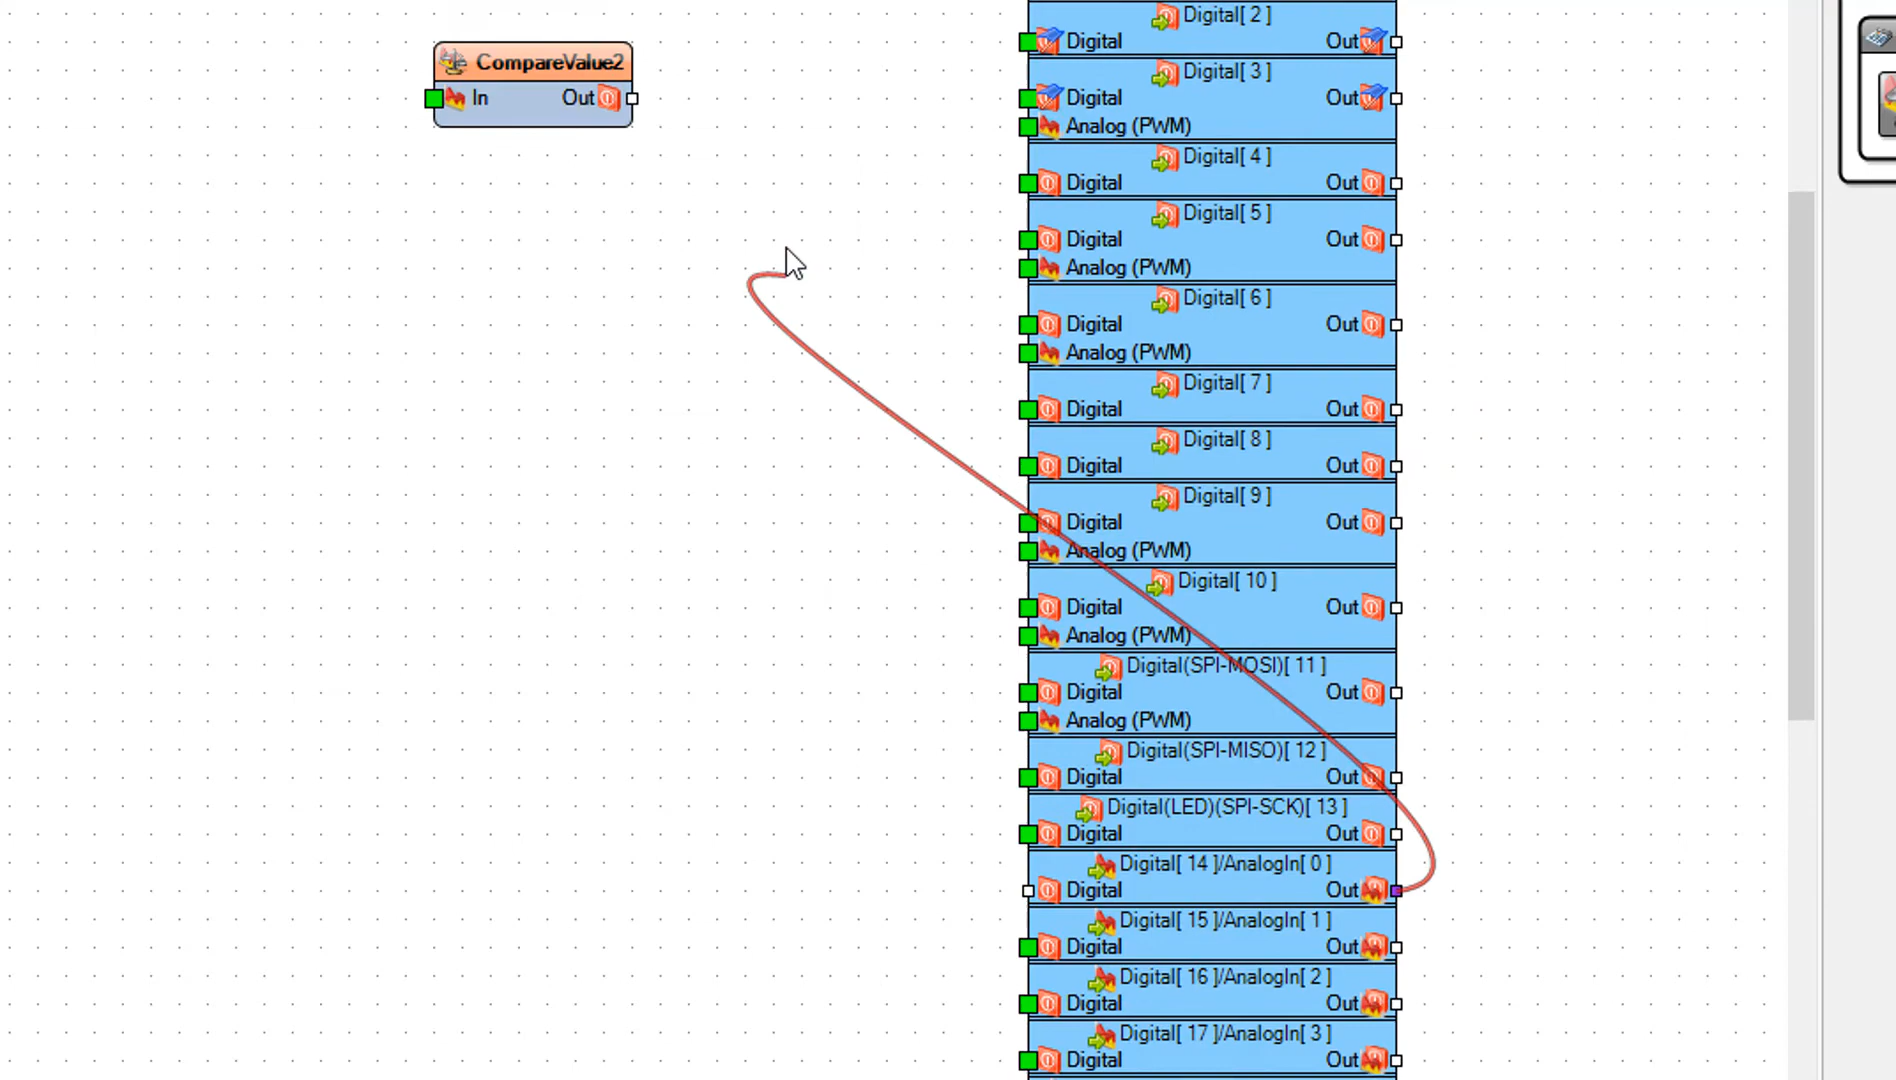 CompareValue2
In Out
Digital[ 2 ]
Digital Out
Digital[ 3 ]
Digital Out
Analog (PWM)
Digital[ 4 ]
Digital Out
Digital[ 5 ]
Digital Out
Analog (PWM)
Digital[ 6 ]
Digital Out
Analog (PWM)
Digital[ 7 ]
Digital Out
Digital[ 8 ]
Digital Out
Digital[ 9 ]
Digital Out
Analog (PWM)
Digital[ 10 ]
Digital Out
Analog (PWM)
Digital(SPI-MOSI)[ 11 ]
Digital Out
Analog (PWM)
Digital(SPI-MISO)[ 12 ]
Digital Out
Digital(LED)(SPI-SCK)[ 13 ]
Digital Out
Digital[ 14 ]/AnalogIn[ 0 ]
Digital Out
Digital[ 15 ]/AnalogIn[ 1 ]
Digital Out
Digital[ 16 ]/AnalogIn[ 2 ]
Digital Out
Digital[ 17 ]/AnalogIn[ 3 ]
Digital Out